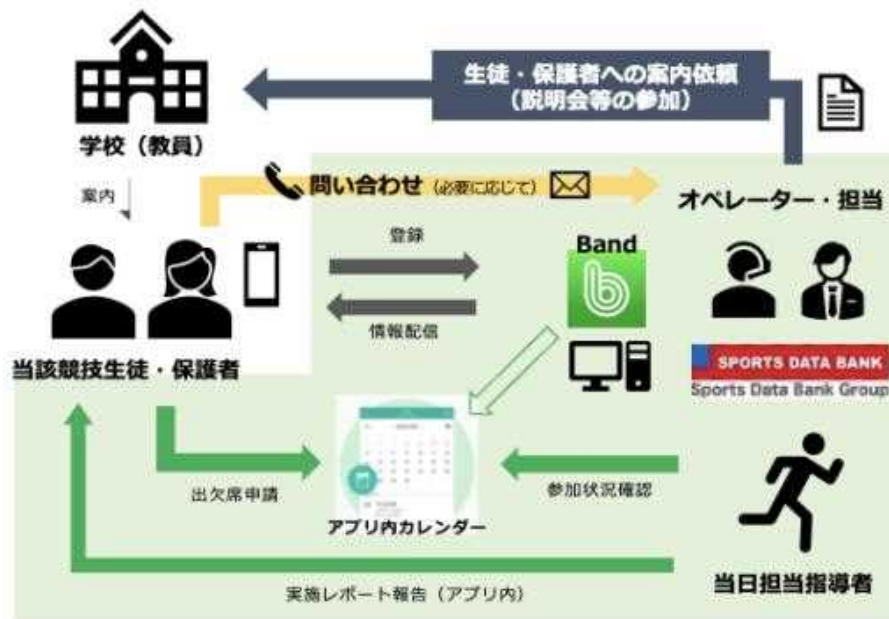 生徒・保護者への案内依頼
（説明会等の参加）
学校（教員）
案内
問い合わせ（必要に応じて）
オペレーター・担当
登録
Band
情報配信
当該競技生徒・保護者
SPORTS DATA BANK
Sports Data Bank Group
出欠席申請
参加状況確認
アプリ内カレンダー
当日担当指導者
実施レポート報告（アプリ内）